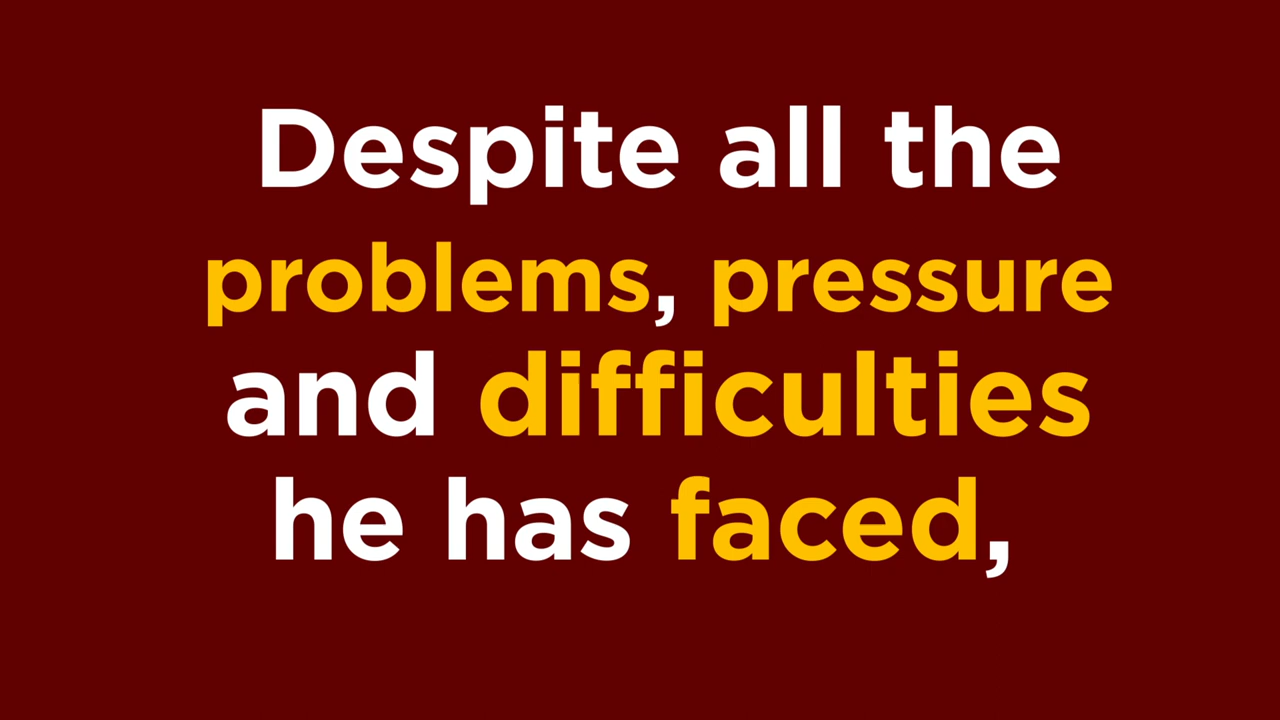 Despite all the
problems, pressure
and difficulties
he has faced,